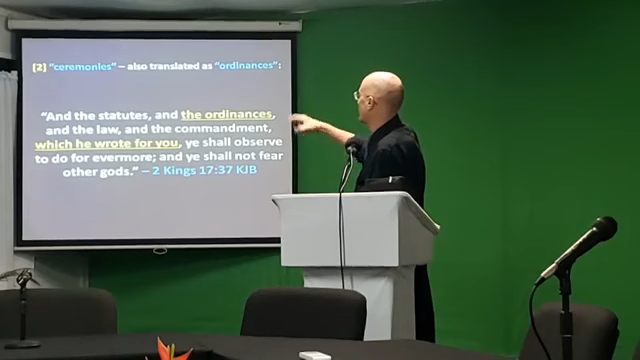 [2] "ceremonies" – also translated as "ordinances":
"And the statutes, and the ordinances,
and the law, and the commandment,
which he wrote for you, ye shall observe
to do for evermore; and ye shall not fear
other gods." – 2 Kings 17:37 KJB